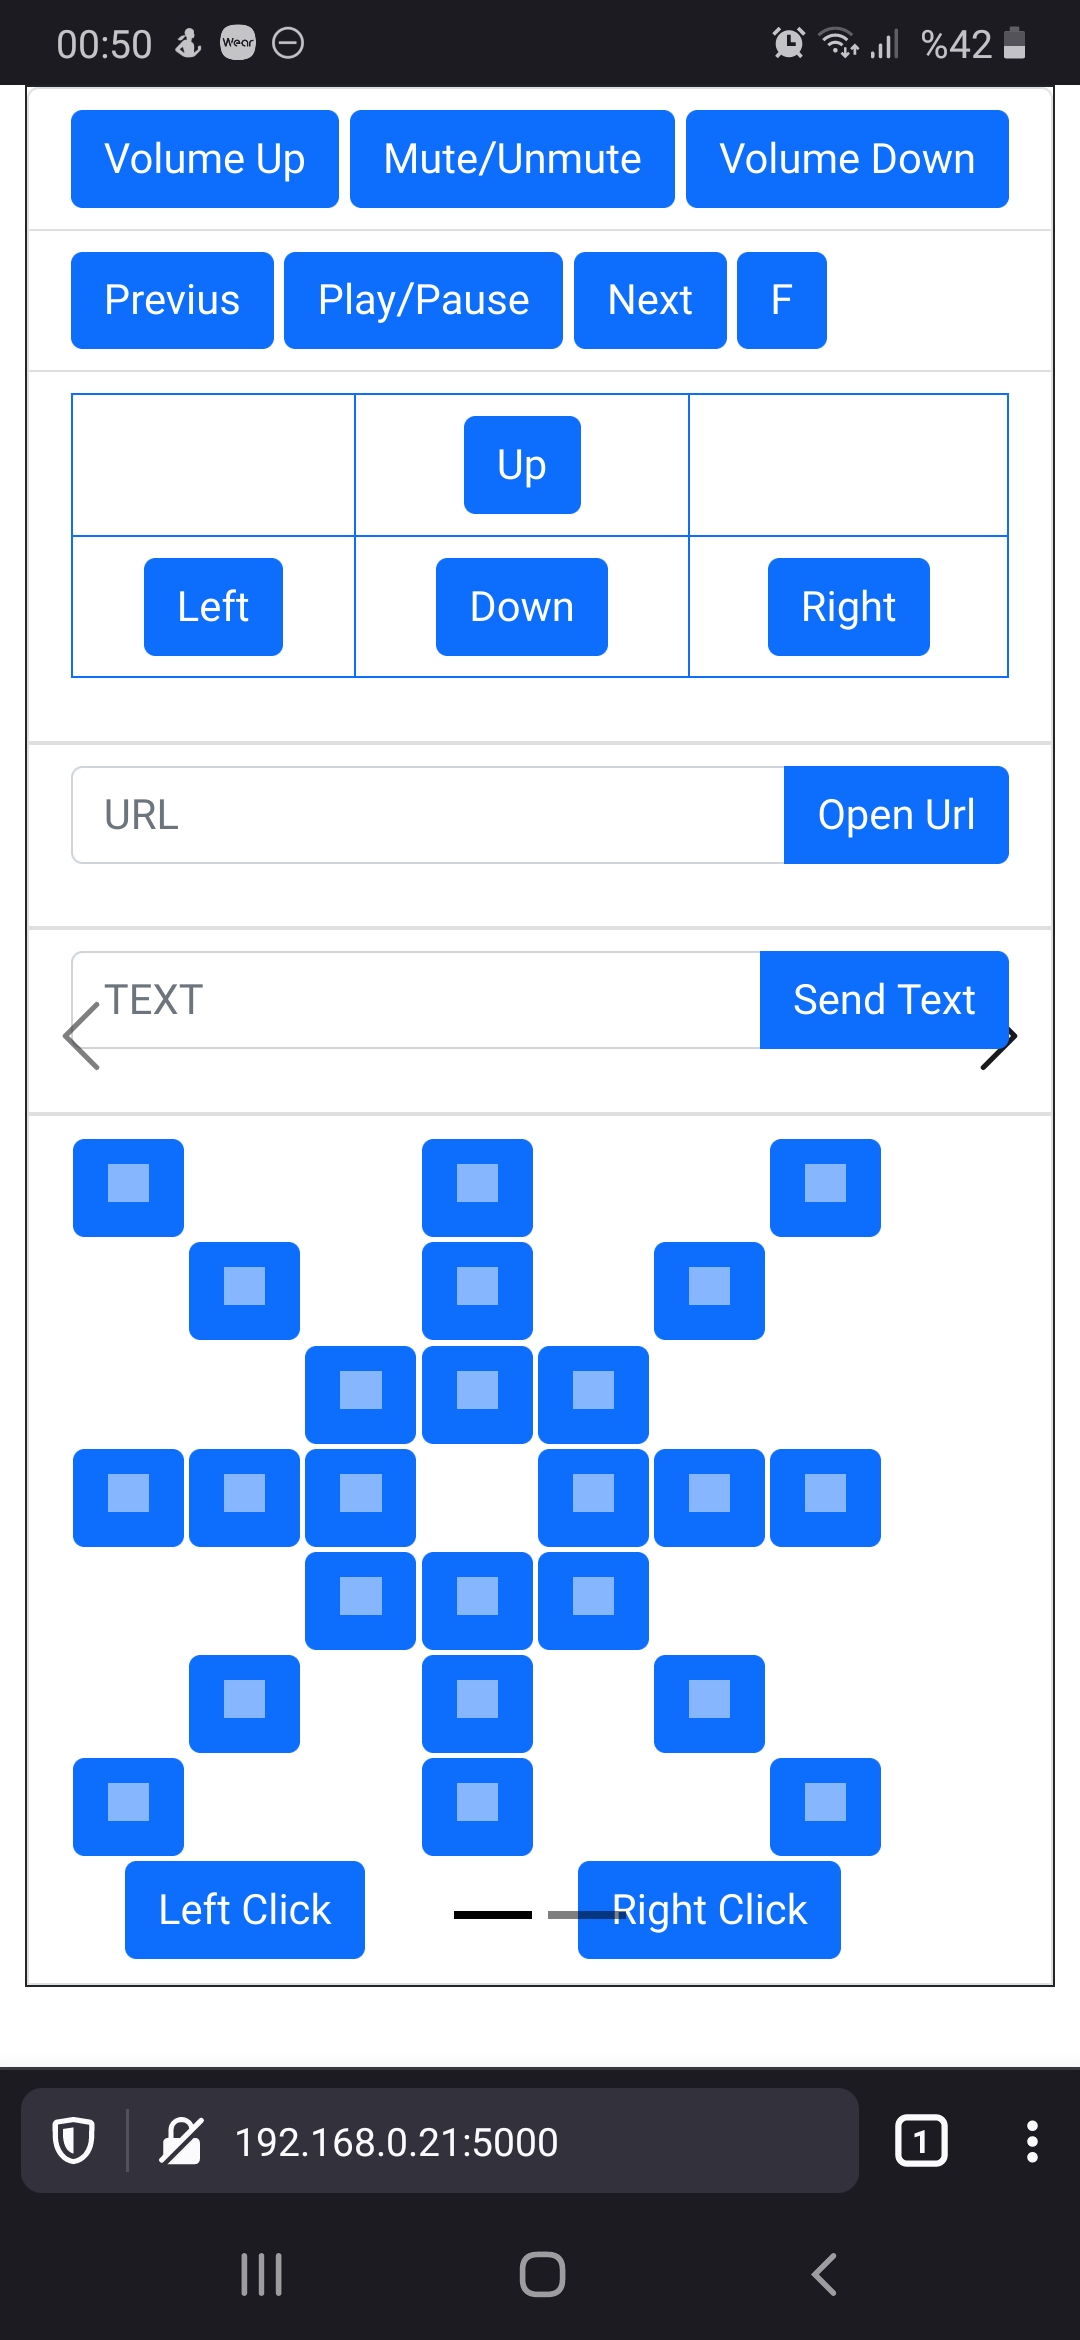 00:50 Wear %42
Volume Up Mute/Unmute Volume Down
Previus Play/Pause Next F
Up
Left Down Right
URL Open Url
TEXT Send Text
Left Click Right Click
192.168.0.21:5000 1